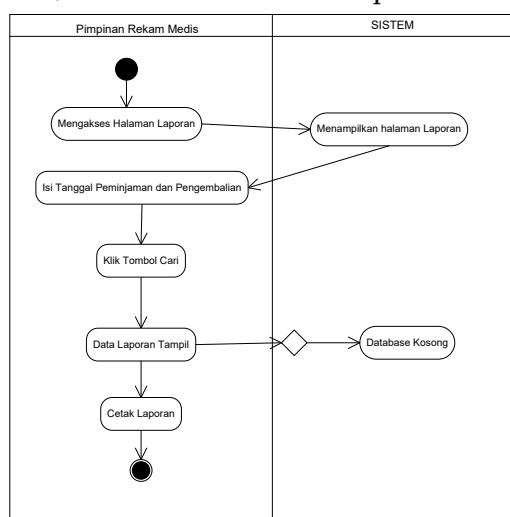 Pimpinan Rekam Medis
SISTEM
Mengakses Halaman Laporan
Menampilkan halaman Laporan
Isi Tanggal Peminjaman dan Pengembalian
Klik Tombol Cari
Data Laporan Tampil
Database Kosong
Cetak Laporan